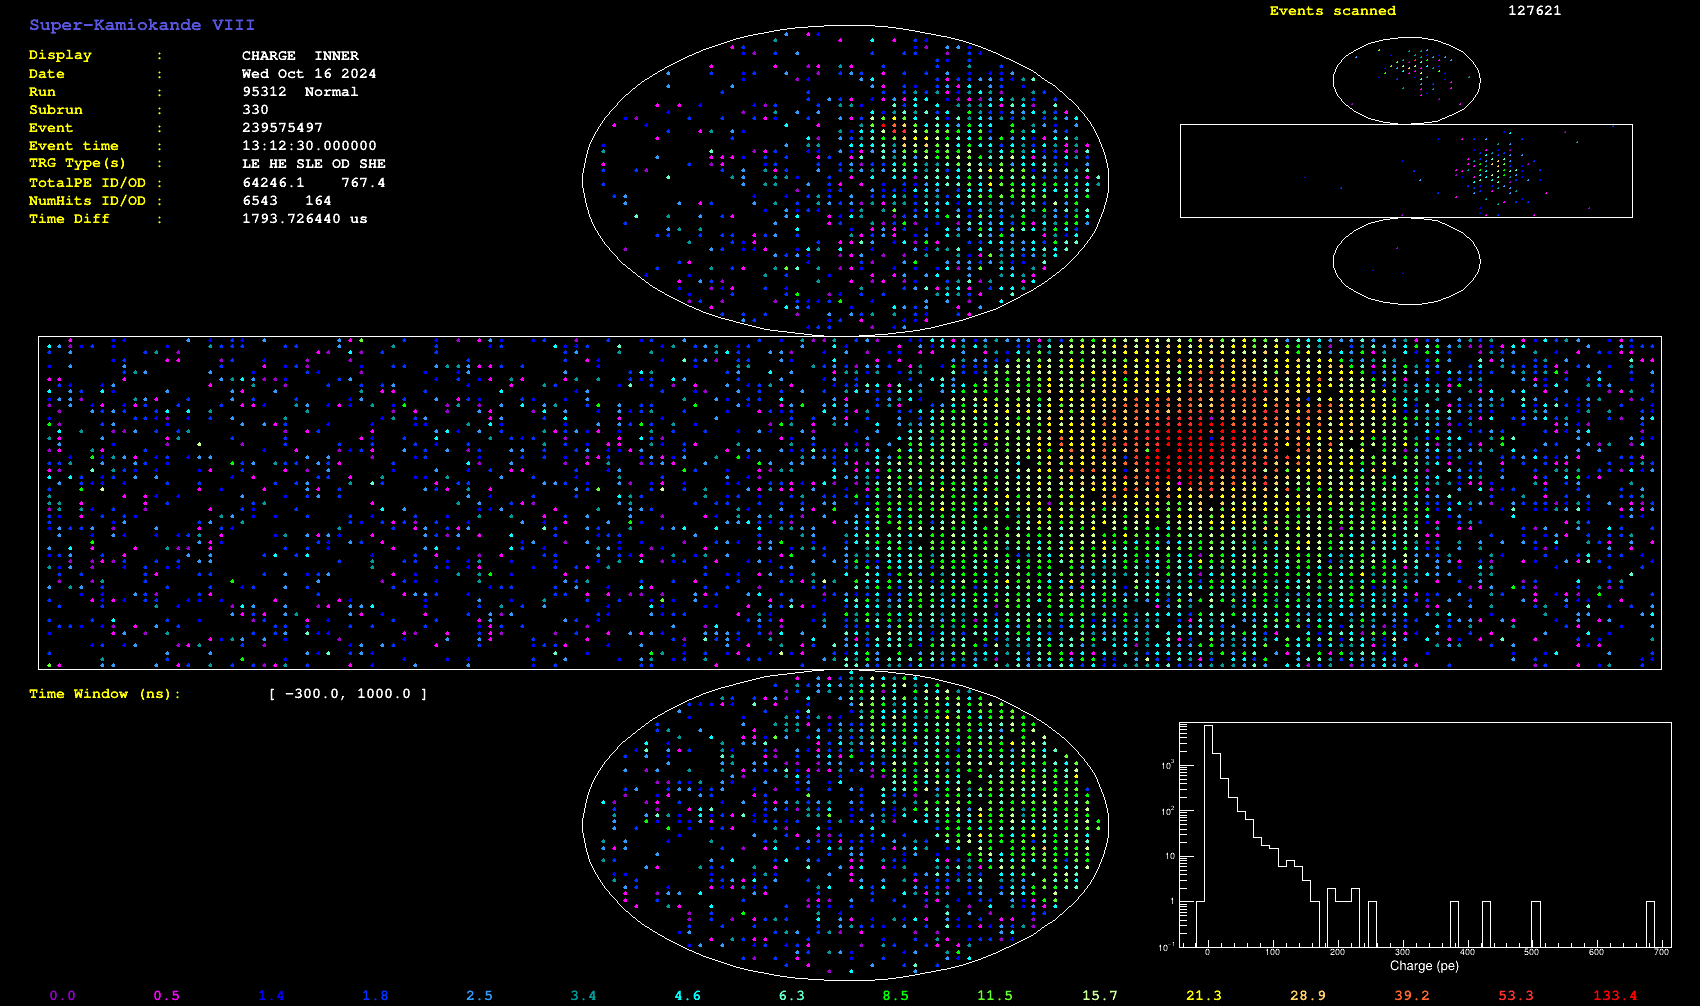 Super-Kamiokande VIII
Events scanned 127621
Display : CHARGE INNER
Date : Wed Oct 16 2024
Run : 95312 Normal
Subrun : 330
Event : 239575497
Event time : 13:12:30.000000
TRG Type(s) : LE HE SLE OD SHE
TotalPE ID/OD : 64246.1 767.4
NumHits ID/OD : 6543 164
Time Diff : 1793.726440 us
Time Window (ns): [ -300.0, 1000.0 ]
10³
10²
10
1
10⁻¹
0 100 200 300 400 500 600 700
Charge (pe)
0.0 0.5 1.4 1.8 2.5 3.4 4.6 6.3 8.5 11.5 15.7 21.3 28.9 39.2 53.3 133.4